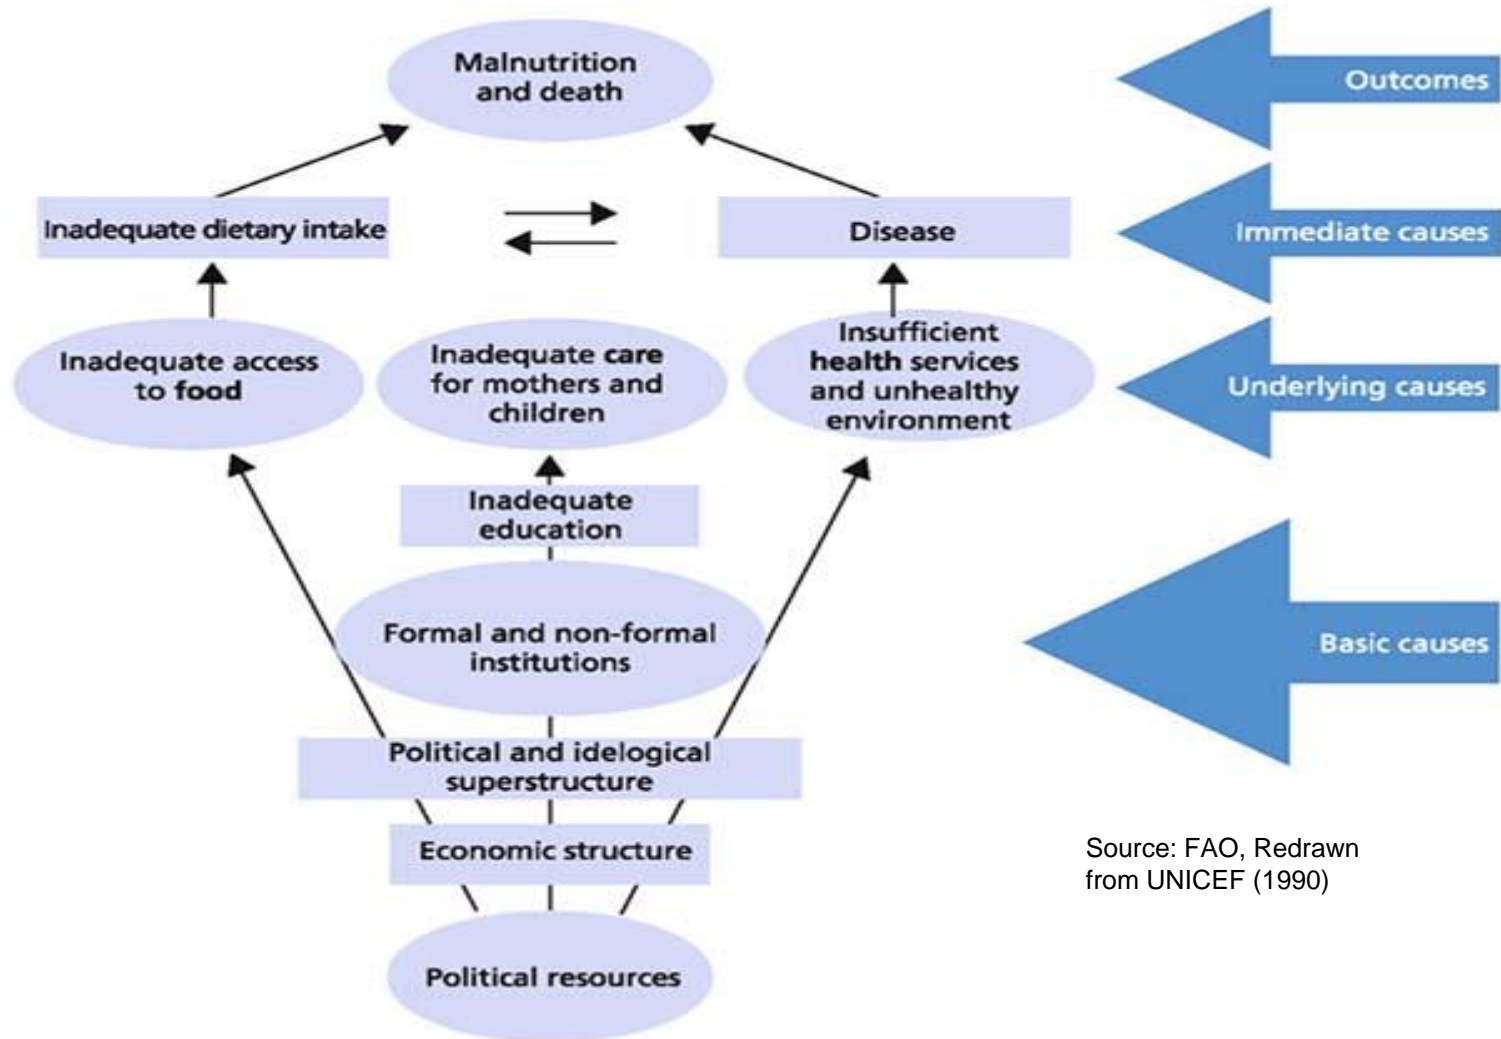 Malnutrition
and death
Outcomes
Inadequate dietary intake
Disease
Immediate causes
Inadequate access
to food
Inadequate care
for mothers and
children
Insufficient
health services
and unhealthy
environment
Underlying causes
Inadequate
education
Formal and non-formal
institutions
Basic causes
Political and idelogical
superstructure
Economic structure
Political resources
Source: FAO, Redrawn
from UNICEF (1990)